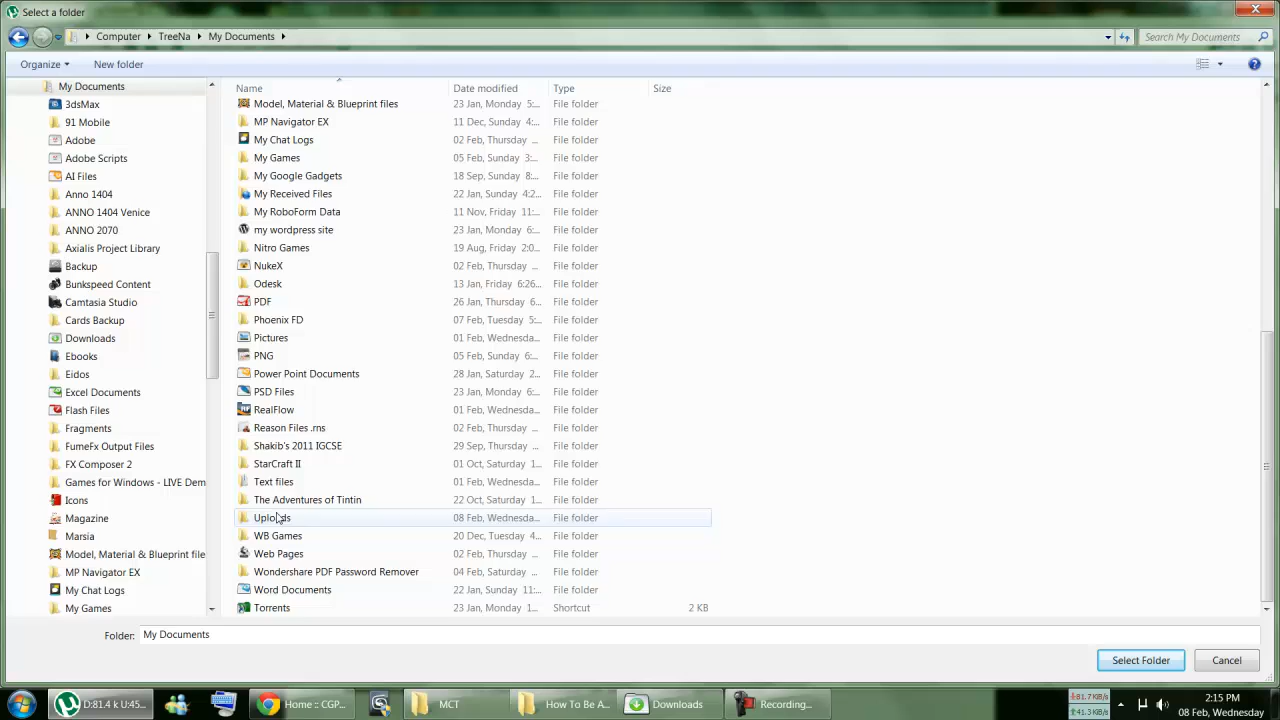 Select a folder
Computer TreeNa My Documents
Search My Documents
Organize New folder
My Documents
3dsMax
91 Mobile
Adobe
Adobe Scripts
AI Files
Anno 1404
ANNO 1404 Venice
ANNO 2070
Axialis Project Library
Backup
Bunkspeed Content
Camtasia Studio
Cards Backup
Downloads
Ebooks
Eidos
Excel Documents
Flash Files
Fragments
FumeFx Output Files
FX Composer 2
Games for Windows - LIVE Dem
Icons
Magazine
Marsia
Model, Material & Blueprint file
MP Navigator EX
My Chat Logs
My Games
Name Date modified Type Size
Model, Material & Blueprint files 23 Jan, Monday 5:... File folder
MP Navigator EX 11 Dec, Sunday 4:... File folder
My Chat Logs 02 Feb, Thursday ... File folder
My Games 05 Feb, Sunday 3:... File folder
My Google Gadgets 18 Sep, Sunday 8:... File folder
My Received Files 22 Jan, Sunday 4:2... File folder
My RoboForm Data 11 Nov, Friday 11:... File folder
my wordpress site 23 Jan, Monday 6:... File folder
Nitro Games 19 Aug, Friday 2:0... File folder
NukeX 02 Feb, Thursday ... File folder
Odesk 13 Jan, Friday 6:26... File folder
PDF 26 Jan, Thursday 6... File folder
Phoenix FD 07 Feb, Tuesday 5:... File folder
Pictures 01 Feb, Wednesda... File folder
PNG 05 Feb, Sunday 6:... File folder
Power Point Documents 28 Jan, Saturday 2... File folder
PSD Files 23 Jan, Monday 6:... File folder
RealFlow 01 Feb, Wednesda... File folder
Reason Files .rns 01 Feb, Wednesda... File folder
Shakib's 2011 IGCSE 29 Sep, Thursday ... File folder
StarCraft II 01 Oct, Saturday 1... File folder
Text files 01 Feb, Wednesda... File folder
The Adventures of Tintin 22 Oct, Saturday 1... File folder
Uploads 08 Feb, Wednesda... File folder
WB Games 20 Dec, Tuesday 4... File folder
Web Pages 02 Feb, Thursday ... File folder
Wondershare PDF Password Remover 04 Feb, Saturday ... File folder
Word Documents 22 Jan, Sunday 11:... File folder
Torrents 23 Jan, Monday 1... Shortcut 2 KB
Folder: My Documents
Select Folder Cancel
D:81.4 k U:45... Home :: CGP... MCT How To Be A... Downloads Recording...
81.7 KiB/s
41.3 KiB/s
2:15 PM
08 Feb, Wednesday